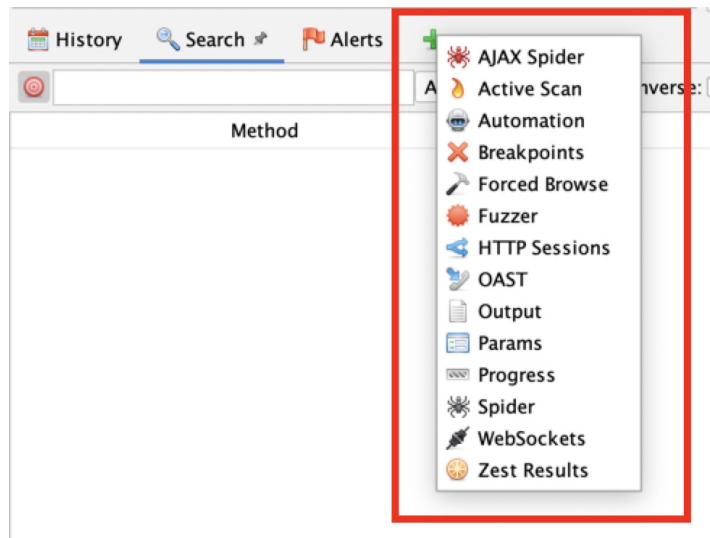 History Search Alerts
A nverse:
Method
AJAX Spider
Active Scan
Automation
Breakpoints
Forced Browse
Fuzzer
HTTP Sessions
OAST
Output
Params
Progress
Spider
WebSockets
Zest Results